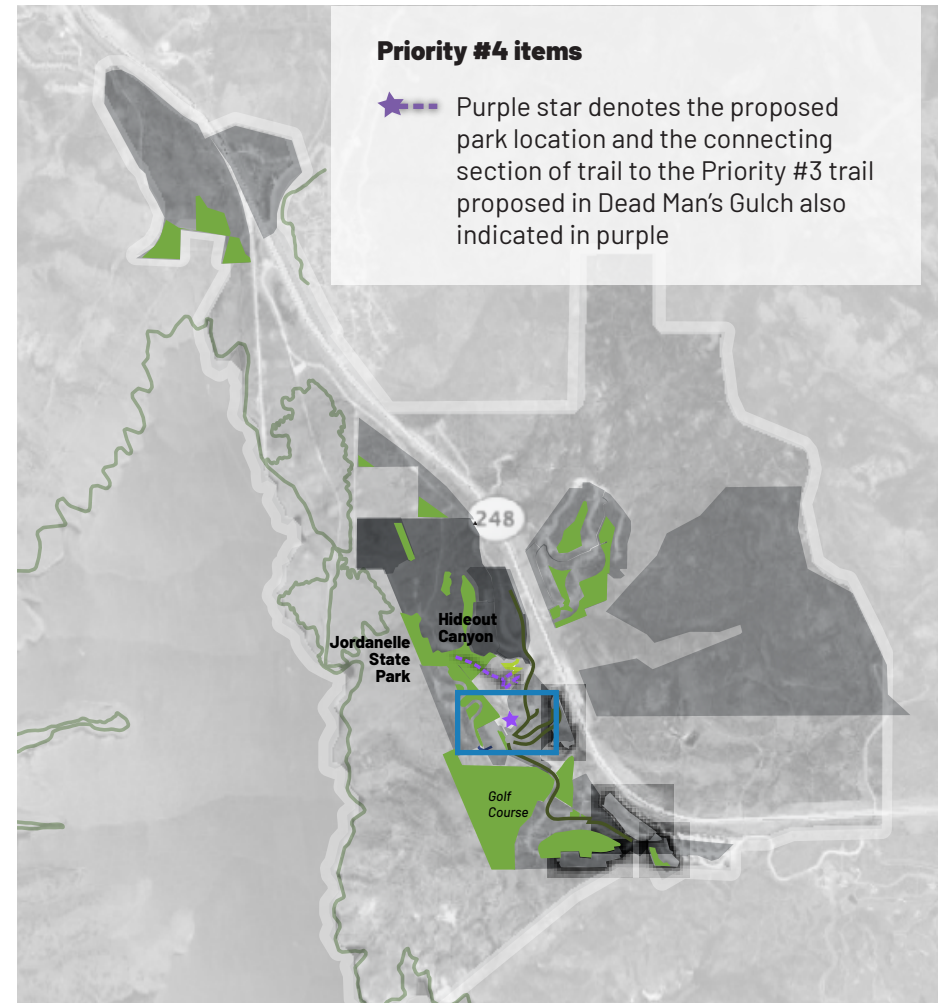 Priority #4 items
Purple star denotes the proposed
park location and the connecting
section of trail to the Priority #3 trail
proposed in Dead Man's Gulch also
indicated in purple
248
Hideout
Canyon
Jordanelle
State
Park
Golf
Course